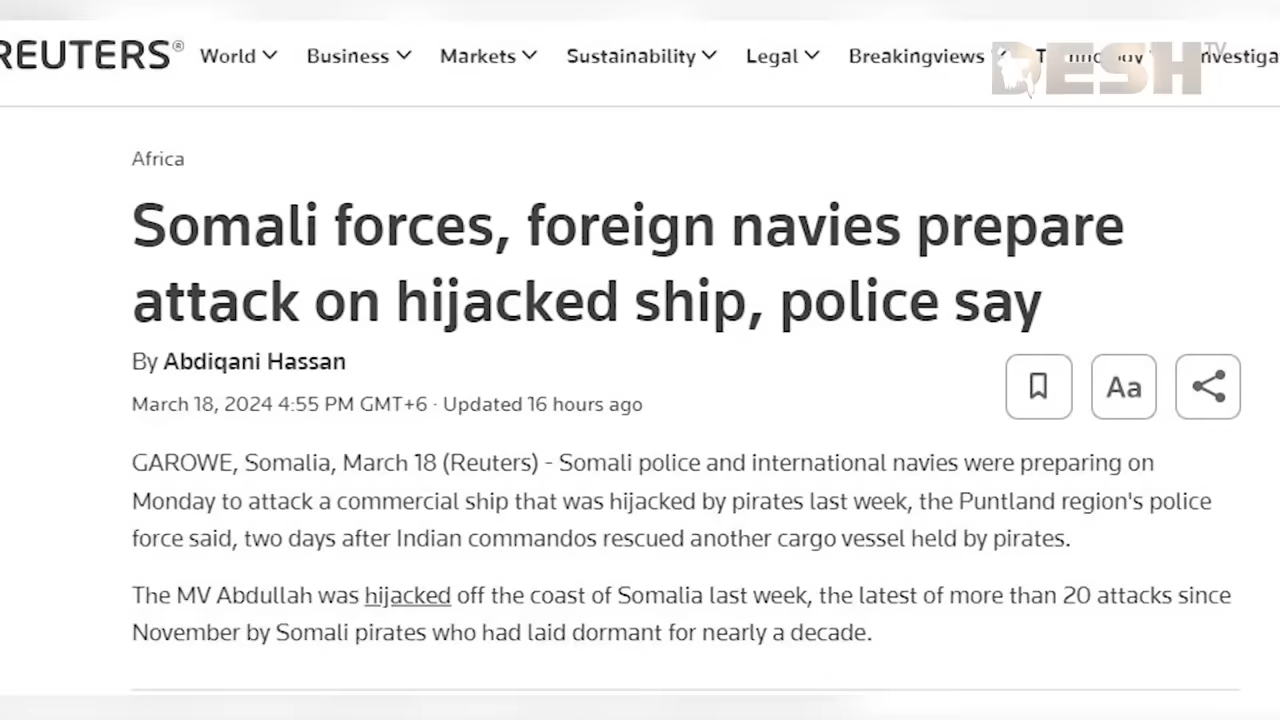 REUTERS® World Business Markets Sustainability Legal Breakingviews
DESH TV
Africa
Somali forces, foreign navies prepare
attack on hijacked ship, police say
By Abdiqani Hassan
March 18, 2024 4:55 PM GMT+6 · Updated 16 hours ago
Aa
GAROWE, Somalia, March 18 (Reuters) - Somali police and international navies were preparing on
Monday to attack a commercial ship that was hijacked by pirates last week, the Puntland region's police
force said, two days after Indian commandos rescued another cargo vessel held by pirates.
The MV Abdullah was hijacked off the coast of Somalia last week, the latest of more than 20 attacks since
November by Somali pirates who had laid dormant for nearly a decade.